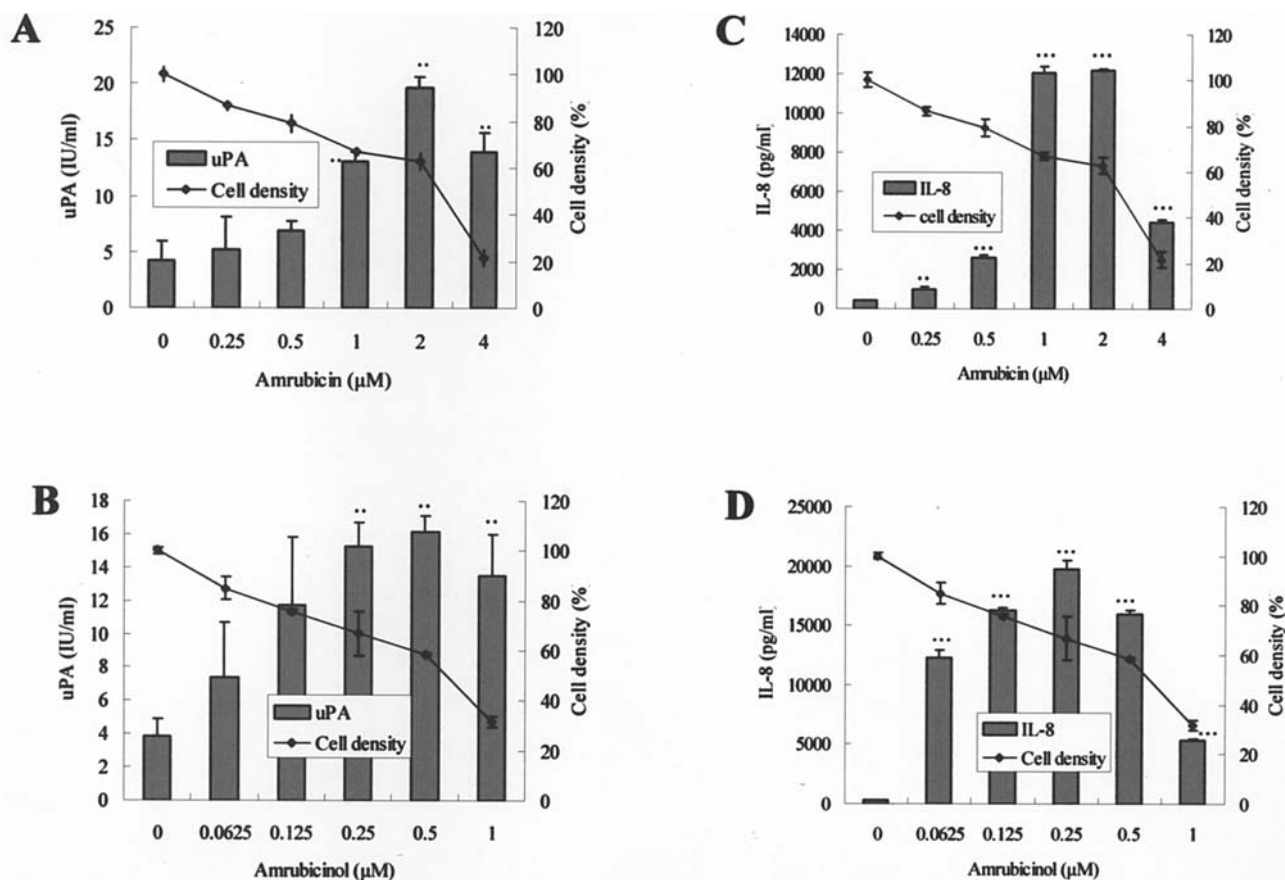 A
uPA (IU/ml)
25
20
15
10
5
0
120
100
80
60
40
20
0
Cell density (%
••
••
••
uPA
Cell density
0 0.25 0.5 1 2 4
Amrubicin (µM)
C
IL-8 (pg/ml)
14000
12000
10000
8000
6000
4000
2000
0
120
100
80
60
40
20
0
Cell density (%
•••
•••
•••
•••
••
IL-8
cell density
0 0.25 0.5 1 2 4
Amrubicin (µM)
B
uPA (IU/ml)
18
16
14
12
10
8
6
4
2
0
120
100
80
60
40
20
0
Cell density (%
••
••
••
uPA
Cell density
0 0.0625 0.125 0.25 0.5 1
Amrubicinol (µM)
D
IL-8 (pg/ml)
25000
20000
15000
10000
5000
0
120
100
80
60
40
20
0
Cell density (%
•••
•••
•••
•••
•••
IL-8
Cell density
0 0.0625 0.125 0.25 0.5 1
Amrubicinol (µM)